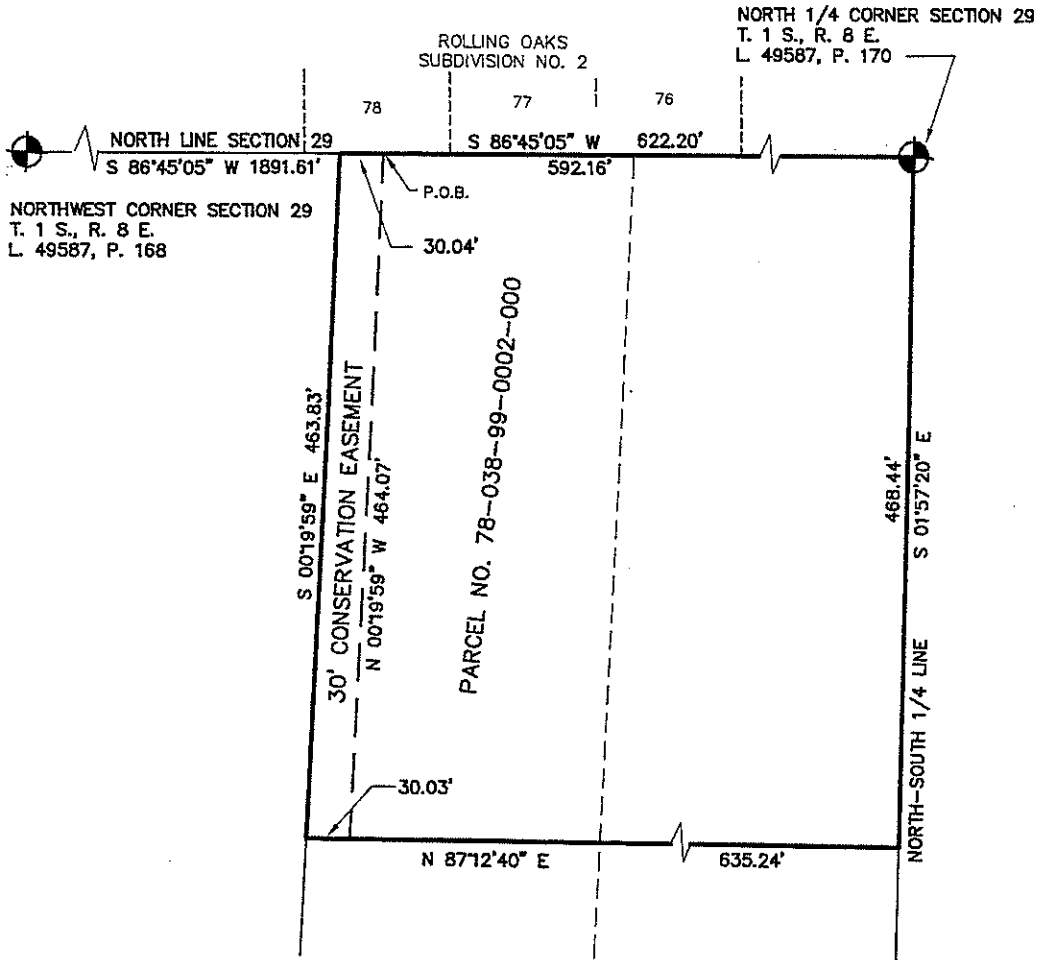 NORTH 1/4 CORNER SECTION 29
T. 1 S., R. 8 E.
L. 49587, P. 170
ROLLING OAKS
SUBDIVISION NO. 2
78
77
76
NORTH LINE SECTION 29
S 86°45'05" W 1891.61'
S 86°45'05" W 622.20'
592.16'
P.O.B.
30.04'
NORTHWEST CORNER SECTION 29
T. 1 S., R. 8 E.
L. 49587, P. 168
S 00°19'59" E 463.83'
30' CONSERVATION EASEMENT
N 00°19'59" W 464.07'
PARCEL NO. 78-038-99-0002-000
468.44'
S 01°57'20" E
NORTH-SOUTH 1/4 LINE
30.03'
N 87°12'40" E 635.24'